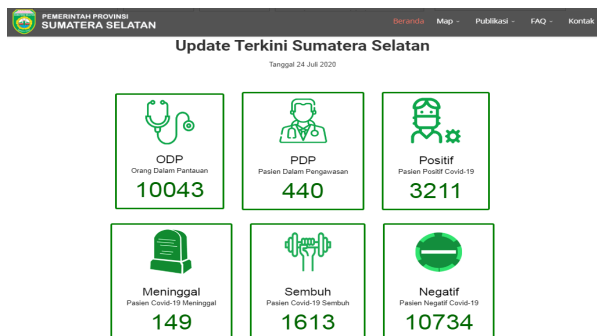 PEMERINTAH PROVINSI
SUMATERA SELATAN
Beranda Map Publikasi FAQ Kontak
Update Terkini Sumatera Selatan
Tanggal 24 Juli 2020
ODP
Orang Dalam Pantauan
10043
PDP
Pasien Dalam Pengawasan
440
Positif
Pasien Positif Covid-19
3211
Meninggal
Pasien Covid-19 Meninggal
149
Sembuh
Pasien Covid-19 Sembuh
1613
Negatif
Pasien Negatif Covid-19
10734